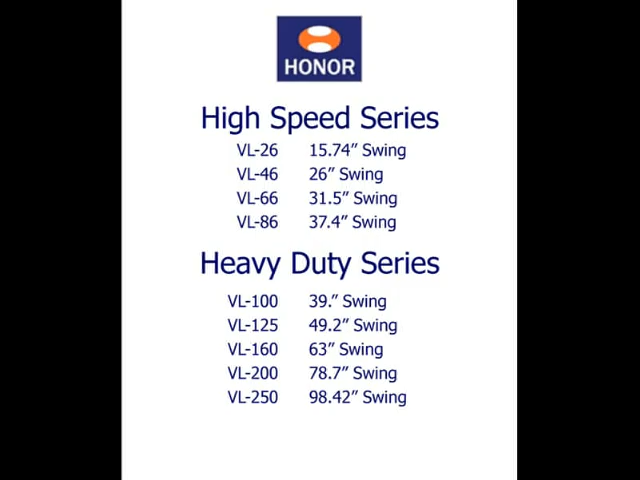 HONOR
High Speed Series
VL-26 15.74” Swing
VL-46 26” Swing
VL-66 31.5” Swing
VL-86 37.4” Swing
Heavy Duty Series
VL-100 39.” Swing
VL-125 49.2” Swing
VL-160 63” Swing
VL-200 78.7” Swing
VL-250 98.42” Swing